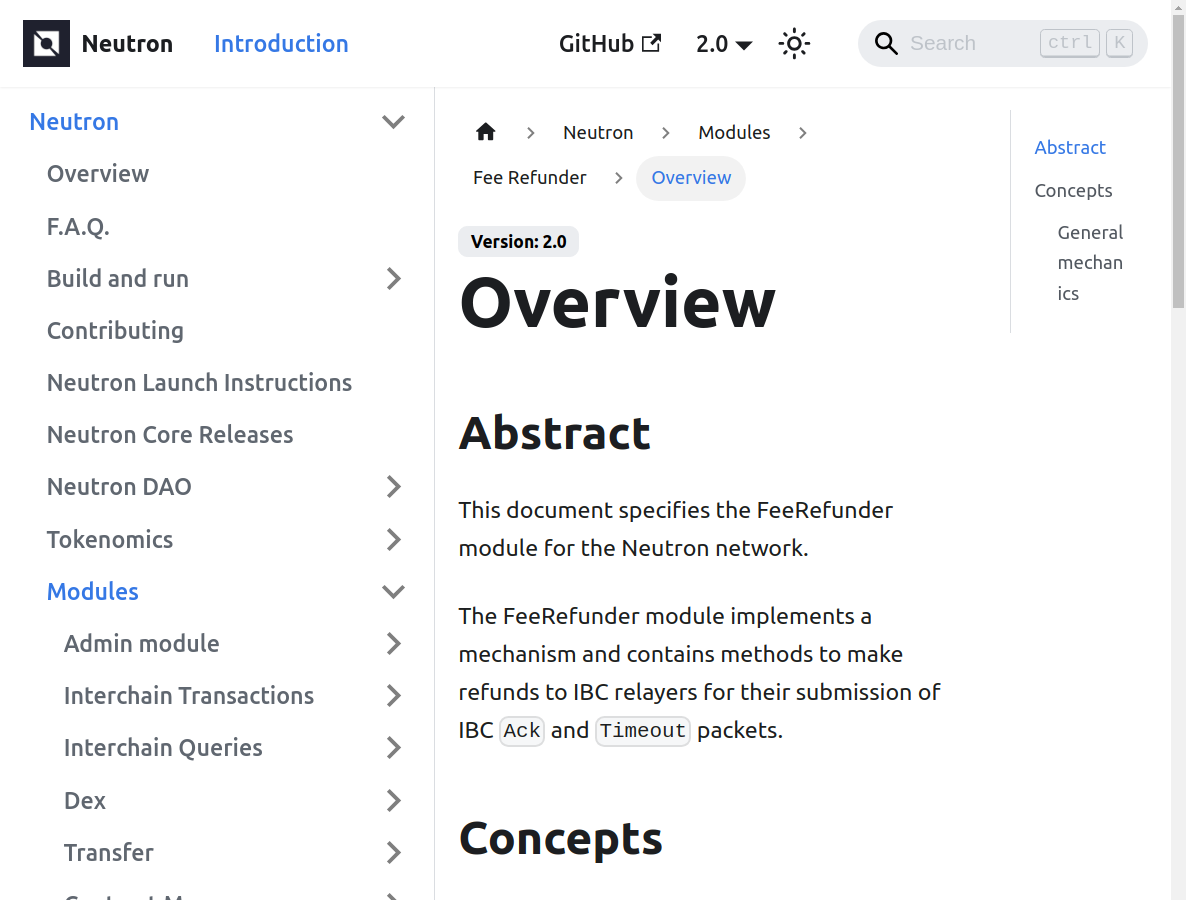 Neutron
Introduction
GitHub
2.0
Search
ctrl
K
Neutron
Overview
F.A.Q.
Build and run
Contributing
Neutron Launch Instructions
Neutron Core Releases
Neutron DAO
Tokenomics
Modules
Admin module
Interchain Transactions
Interchain Queries
Dex
Transfer
Neutron
Modules
Fee Refunder
Overview
Version: 2.0
Overview
Abstract
This document specifies the FeeRefunder
module for the Neutron network.
The FeeRefunder module implements a
mechanism and contains methods to make
refunds to IBC relayers for their submission of
IBC Ack and Timeout packets.
Concepts
Abstract
Concepts
General
mechan
ics